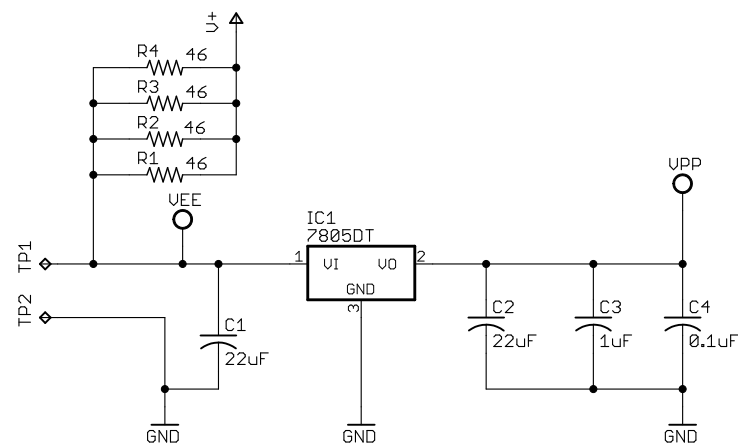 V+
R4 46
R3 46
R2 46
R1 46
VEE
VPP
IC1
7805DT
TP1
1 VI VO 2
GND
3
TP2
C1
22uF
C2
22uF
C3
1uF
C4
0.1uF
GND
GND
GND